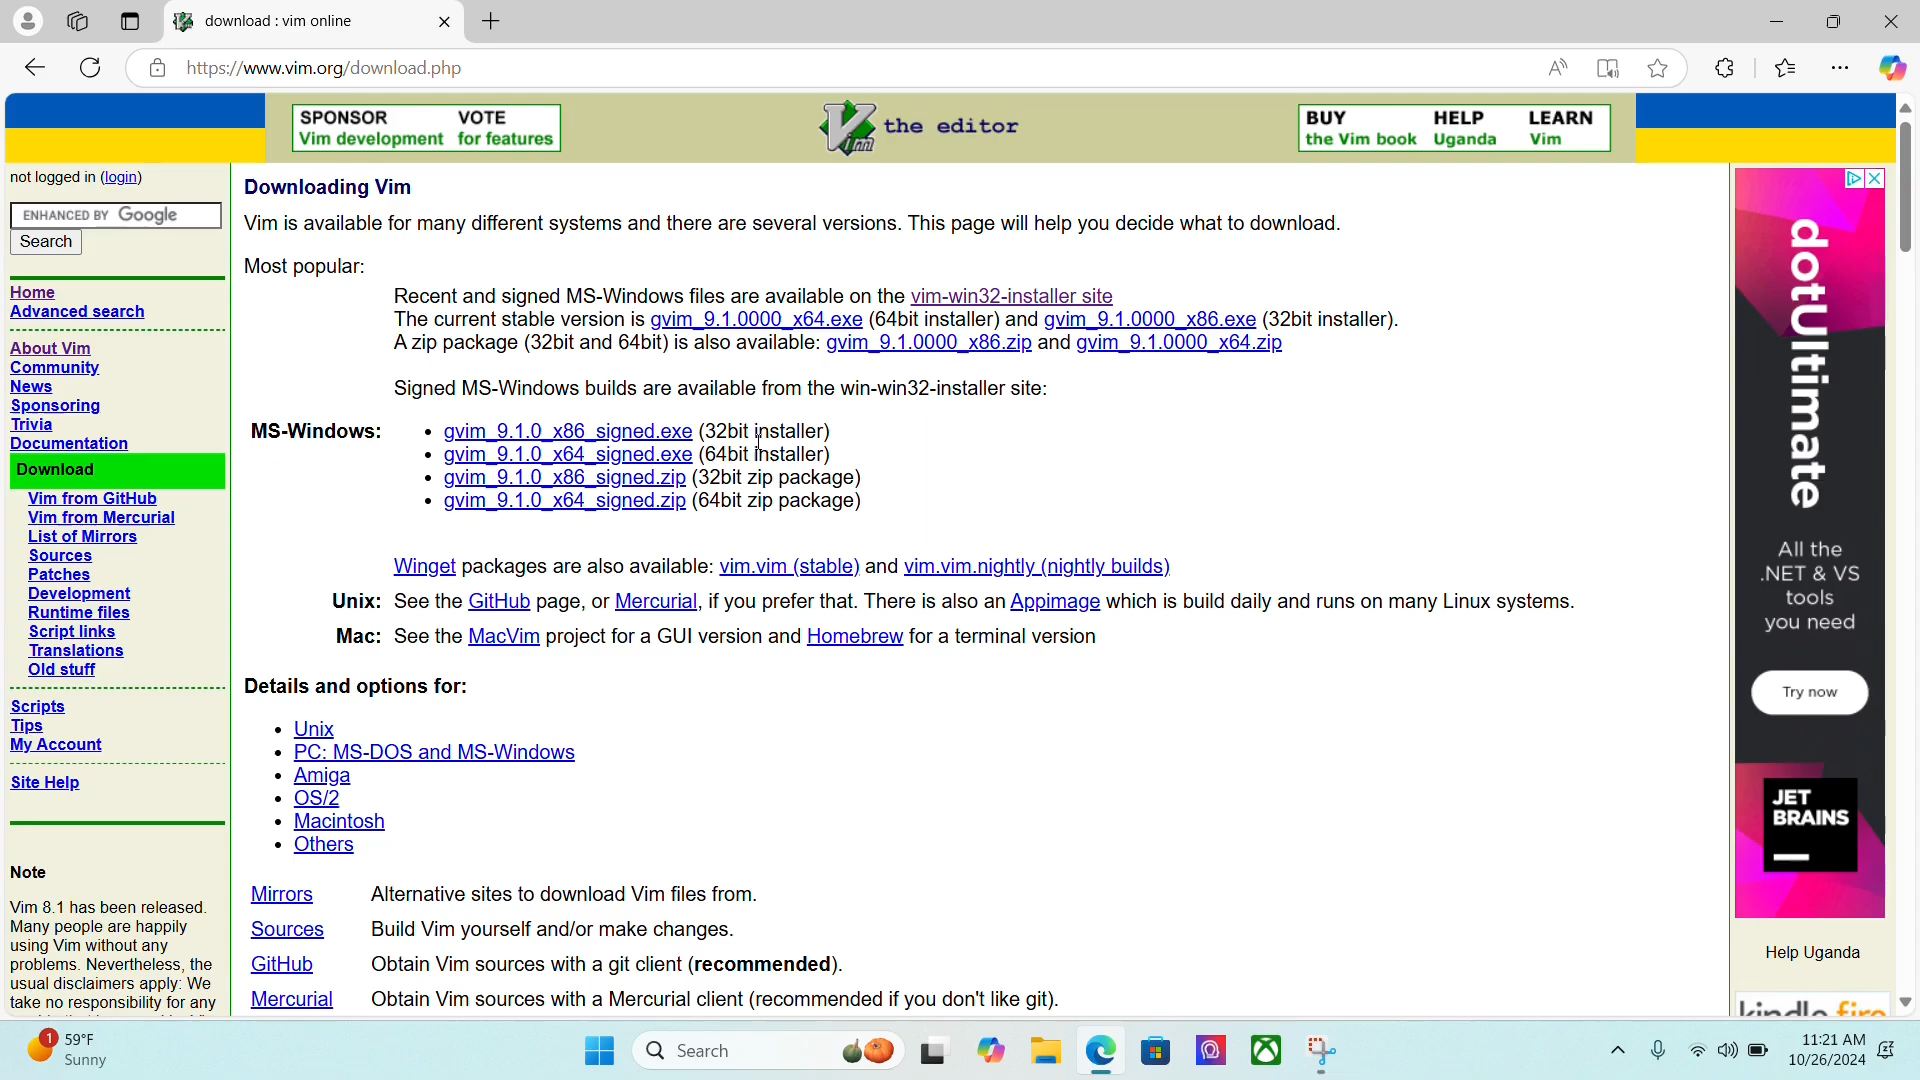 download : vim online
https://www.vim.org/download.php
SPONSOR VOTE
Vim development for features
Vim the editor
BUY HELP LEARN
the Vim book Uganda Vim
not logged in (login)
ENHANCED BY Google
Search
Home
Advanced search
About Vim
Community
News
Sponsoring
Trivia
Documentation
Download
Vim from GitHub
Vim from Mercurial
List of Mirrors
Sources
Patches
Development
Runtime files
Script links
Translations
Old stuff
Scripts
Tips
My Account
Site Help
Note
Vim 8.1 has been released.
Many people are happily
using Vim without any
problems. Nevertheless, the
usual disclaimers apply: We
take no responsibility for any
Downloading Vim
Vim is available for many different systems and there are several versions. This page will help you decide what to download.
Most popular:
Recent and signed MS-Windows files are available on the vim-win32-installer site
The current stable version is gvim_9.1.0000_x64.exe (64bit installer) and gvim_9.1.0000_x86.exe (32bit installer).
A zip package (32bit and 64bit) is also available: gvim_9.1.0000_x86.zip and gvim_9.1.0000_x64.zip
Signed MS-Windows builds are available from the win-win32-installer site:
MS-Windows: • gvim_9.1.0_x86_signed.exe (32bit installer)
• gvim_9.1.0_x64_signed.exe (64bit installer)
• gvim_9.1.0_x86_signed.zip (32bit zip package)
• gvim_9.1.0_x64_signed.zip (64bit zip package)
Winget packages are also available: vim.vim (stable) and vim.vim.nightly (nightly builds)
Unix: See the GitHub page, or Mercurial, if you prefer that. There is also an Appimage which is build daily and runs on many Linux systems.
Mac: See the MacVim project for a GUI version and Homebrew for a terminal version
Details and options for:
• Unix
• PC: MS-DOS and MS-Windows
• Amiga
• OS/2
• Macintosh
• Others
Mirrors Alternative sites to download Vim files from.
Sources Build Vim yourself and/or make changes.
GitHub Obtain Vim sources with a git client (recommended).
Mercurial Obtain Vim sources with a Mercurial client (recommended if you don't like git).
dotUltimate
All the
.NET & VS
tools
you need
Try now
JET
BRAINS
Help Uganda
kindle fire
1
59°F
Sunny
Search
11:21 AM
10/26/2024